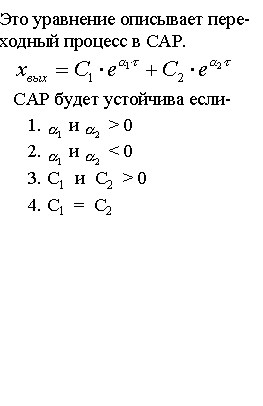 Это уравнение описывает пере-
ходный процесс в САР.
x_вых = C₁ · e^(α₁·τ) + C₂ · e^(α₂·τ)
САР будет устойчива если-
1. α₁ и α₂ > 0
2. α₁ и α₂ < 0
3. C₁ и C₂ > 0
4. C₁ = C₂